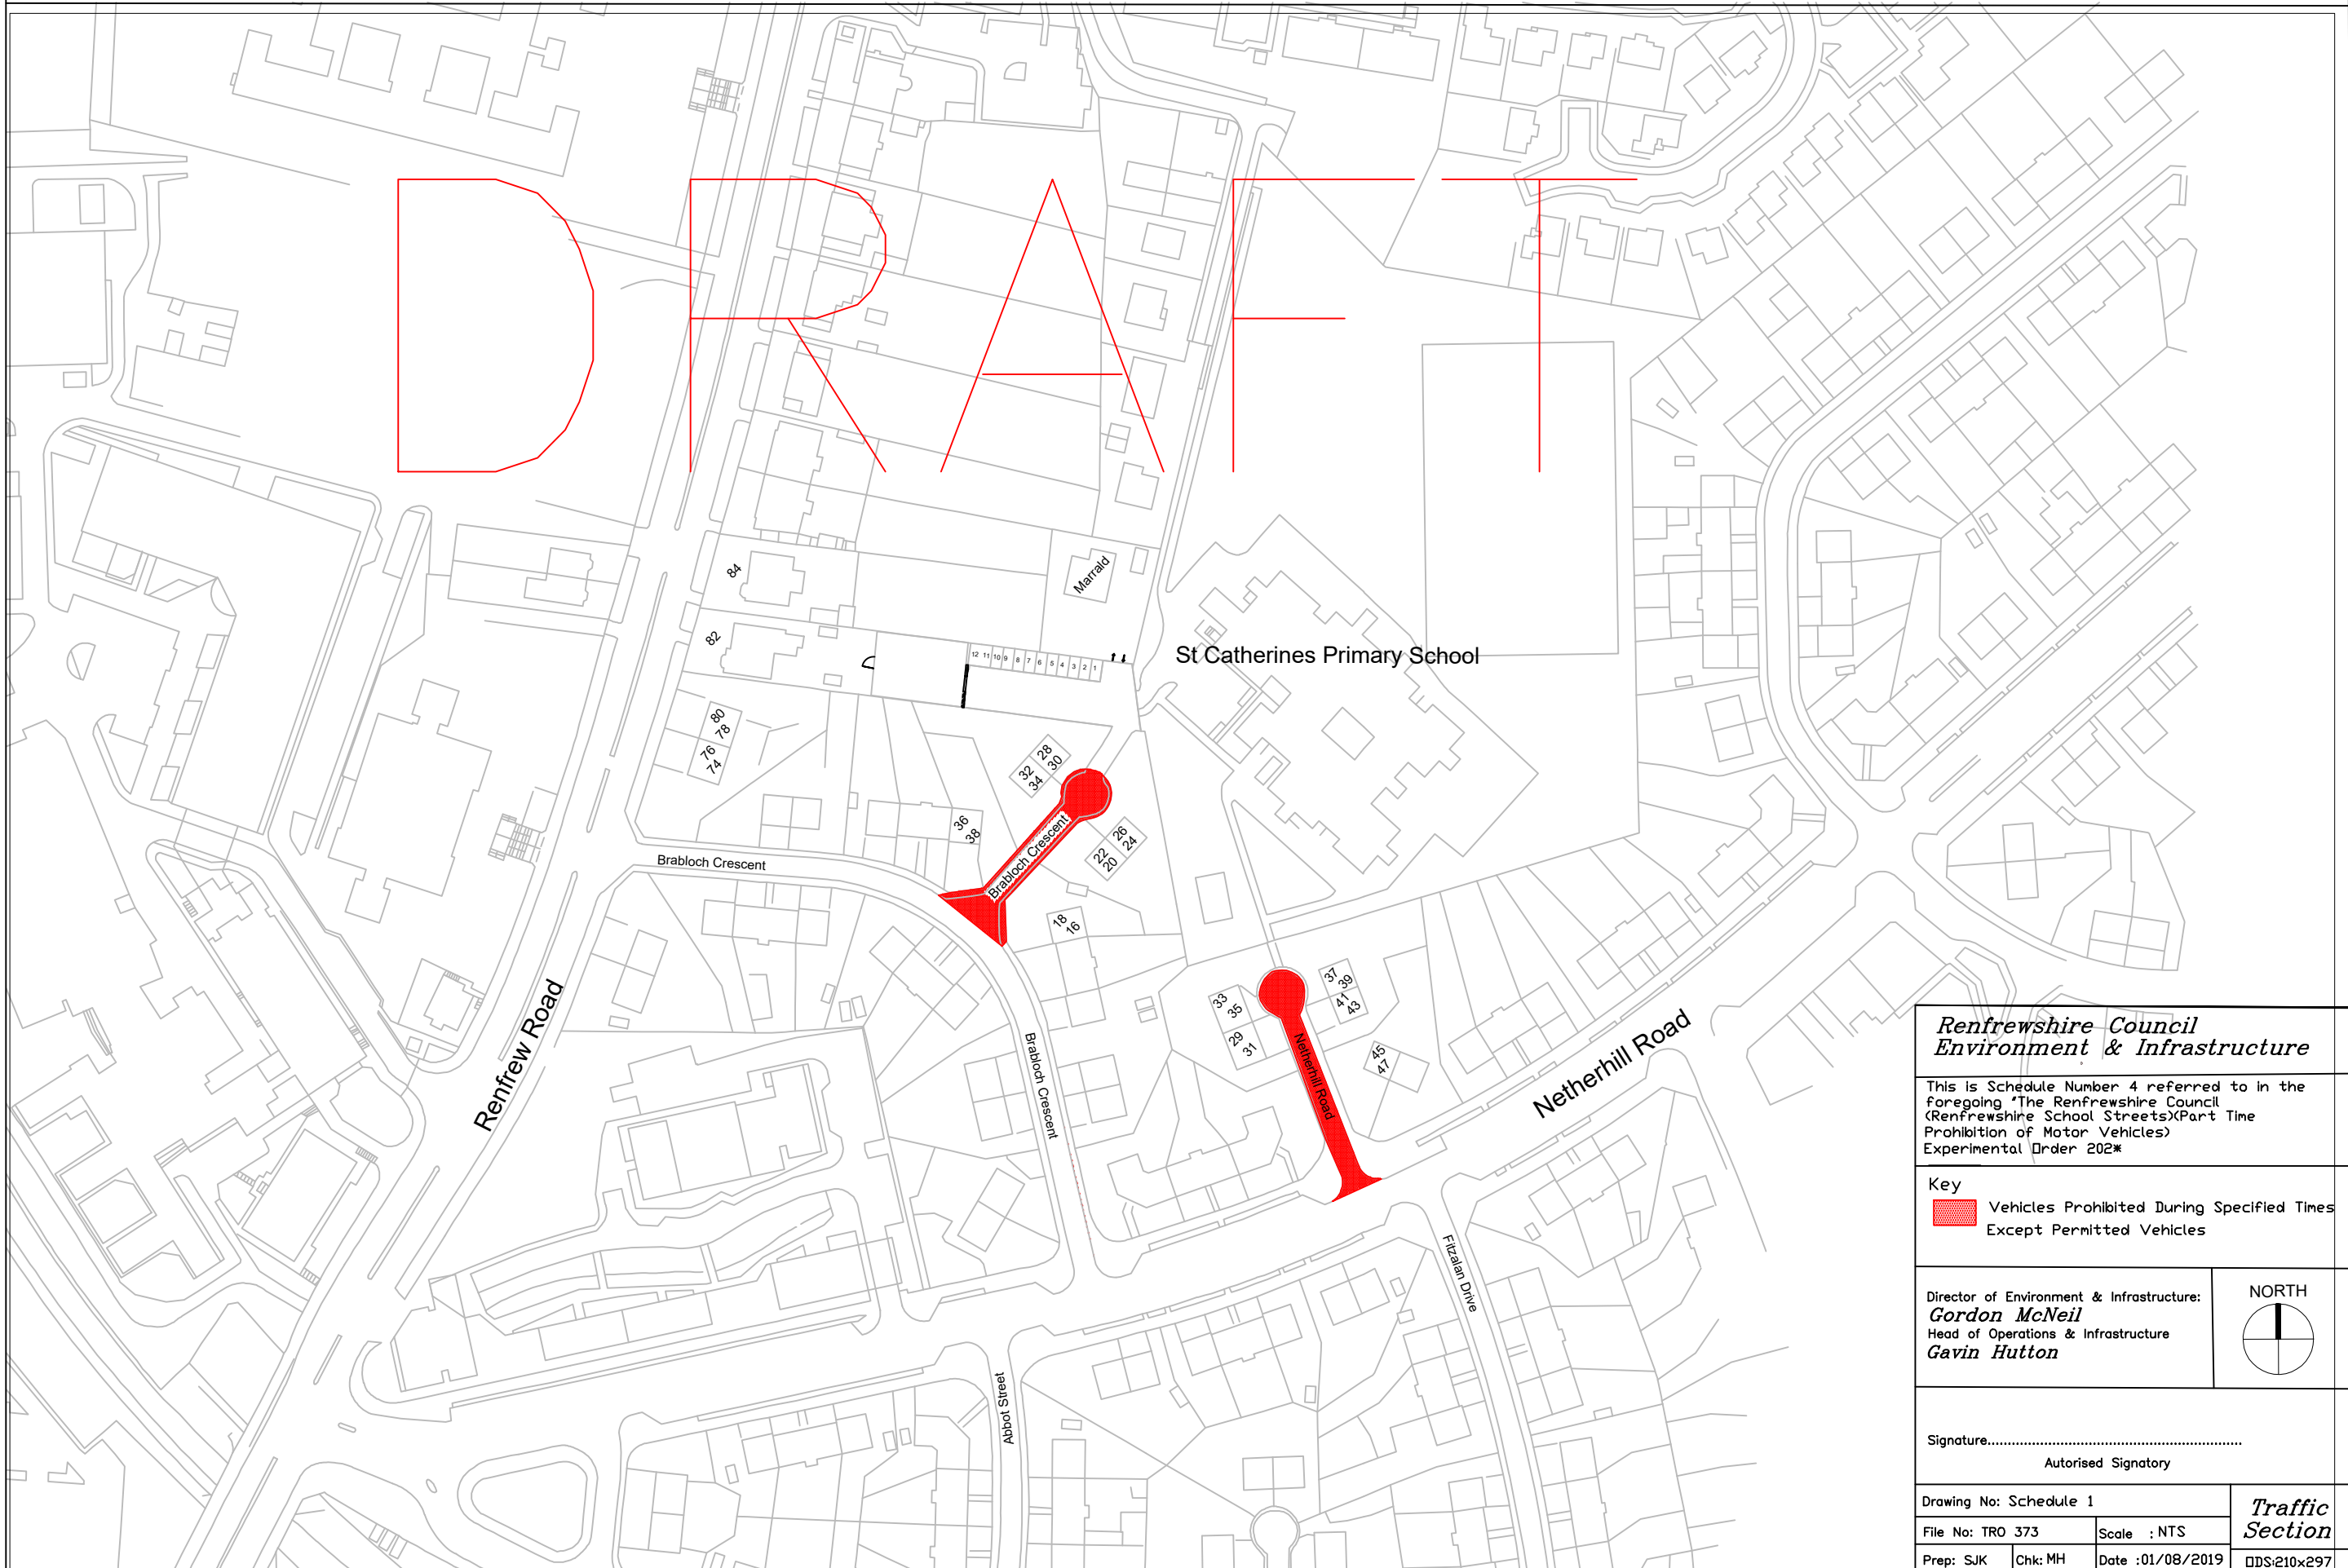 DRAFT
84
Marrald
82
12 11 10 9 8 7 6 5 4 3 2 1
St Catherines Primary School
80
78
76
74
28
30
32
34
36
38
Brabloch Crescent
26
24
22
20
Brabloch Crescent
18
16
Renfrew Road
Brabloch Crescent
33
35
29
31
37
39
41
43
Netherhill Road
45
47
Netherhill Road
Fitzalan Drive
Abbot Street
Renfrewshire Council
Environment & Infrastructure
This is Schedule Number 4 referred to in the
foregoing "The Renfrewshire Council
(Renfrewshire School Streets)(Part Time
Prohibition of Motor Vehicles)
Experimental Order 202*
Key
Vehicles Prohibited During Specified Times
Except Permitted Vehicles
Director of Environment & Infrastructure:
Gordon McNeil
Head of Operations & Infrastructure
Gavin Hutton
NORTH
Signature..............................................................
Autorised Signatory
Drawing No: Schedule 1
File No: TRO 373
Scale : NTS
Traffic
Section
Prep: SJK
Chk: MH
Date :01/08/2019
ODS:210x297